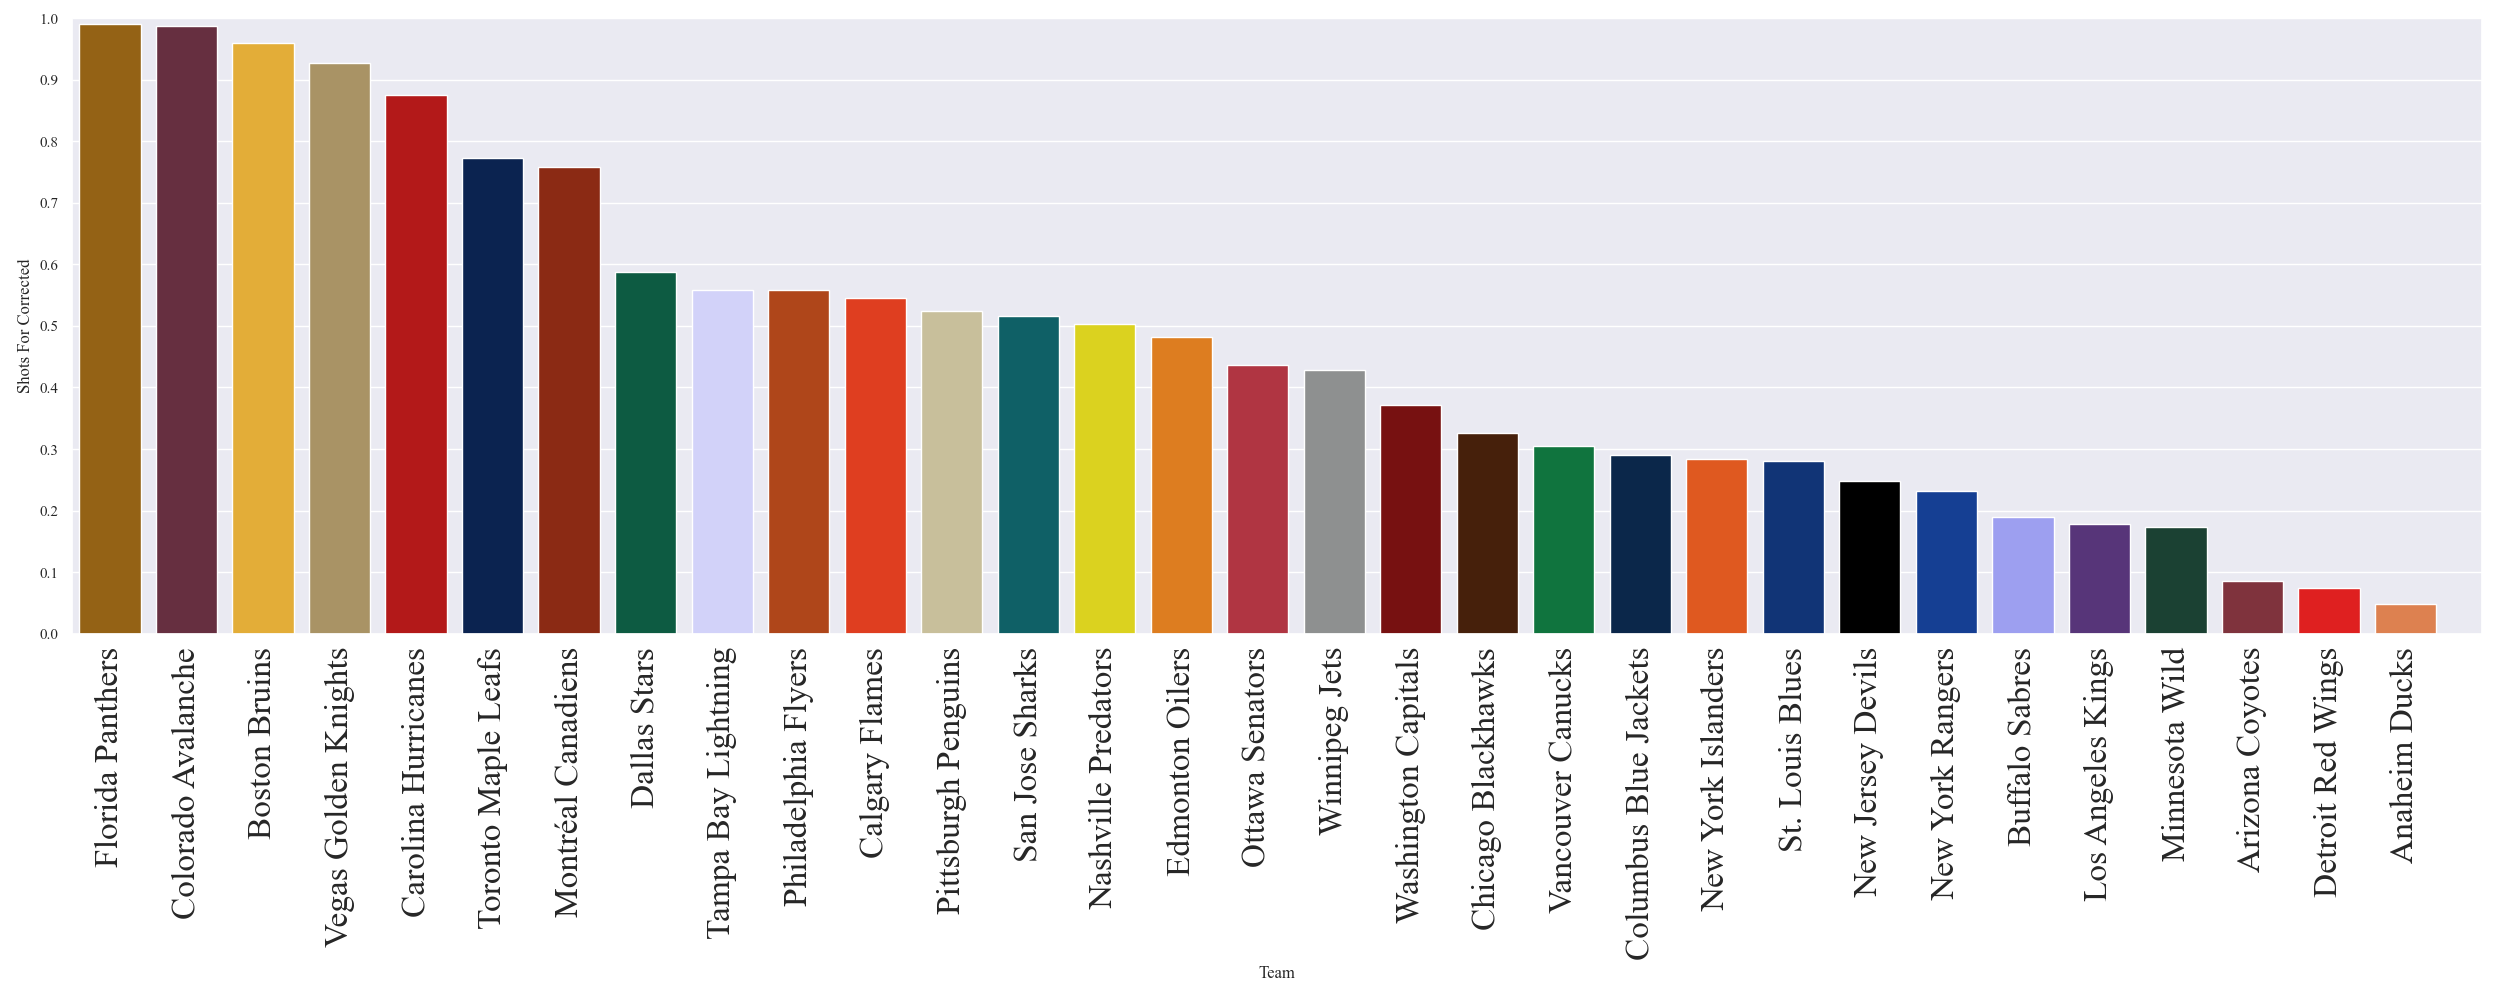 1.0
0.9
0.8
0.7
0.6
0.5
0.4
0.3
0.2
0.1
0.0
Shots For Corrected
Florida Panthers
Colorado Avalanche
Boston Bruins
Vegas Golden Knights
Carolina Hurricanes
Toronto Maple Leafs
Montréal Canadiens
Dallas Stars
Tampa Bay Lightning
Philadelphia Flyers
Calgary Flames
Pittsburgh Penguins
San Jose Sharks
Nashville Predators
Edmonton Oilers
Ottawa Senators
Winnipeg Jets
Washington Capitals
Chicago Blackhawks
Vancouver Canucks
Columbus Blue Jackets
New York Islanders
St. Louis Blues
New Jersey Devils
New York Rangers
Buffalo Sabres
Los Angeles Kings
Minnesota Wild
Arizona Coyotes
Detroit Red Wings
Anaheim Ducks
Team